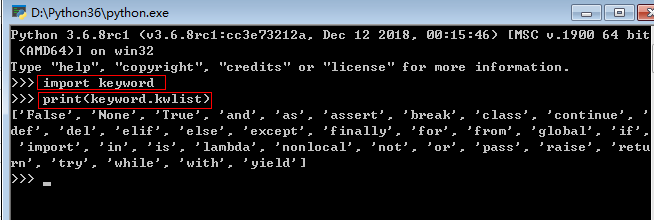 D:\Python36\python.exe
Python 3.6.8rc1 (v3.6.8rc1:cc3e73212a, Dec 12 2018, 00:15:46) [MSC v.1900 64 bit
 (AMD64)] on win32
Type "help", "copyright", "credits" or "license" for more information.
>>> import keyword
>>> print(keyword.kwlist)
['False', 'None', 'True', 'and', 'as', 'assert', 'break', 'class', 'continue', '
def', 'del', 'elif', 'else', 'except', 'finally', 'for', 'from', 'global', 'if',
 'import', 'in', 'is', 'lambda', 'nonlocal', 'not', 'or', 'pass', 'raise', 'retu
rn', 'try', 'while', 'with', 'yield']
>>>